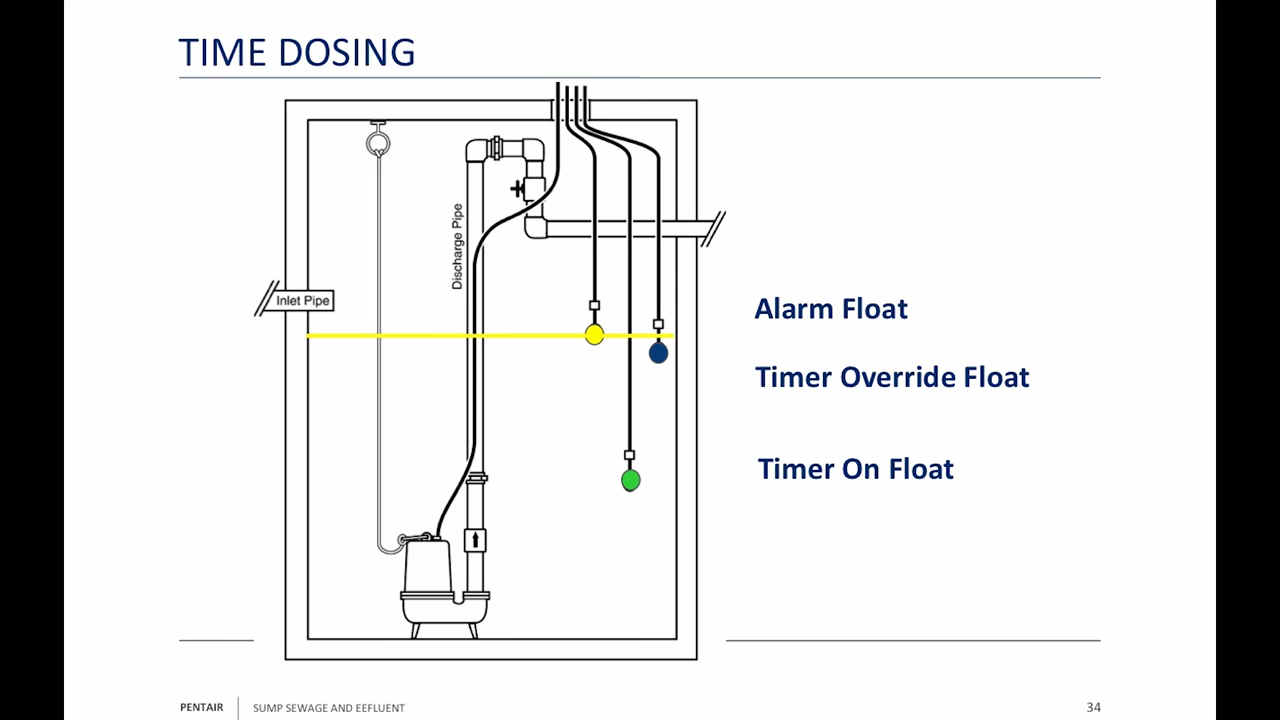 TIME DOSING
Discharge Pipe
Inlet Pipe
Alarm Float
Timer Override Float
Timer On Float
PENTAIR
SUMP SEWAGE AND EEFLUENT
34